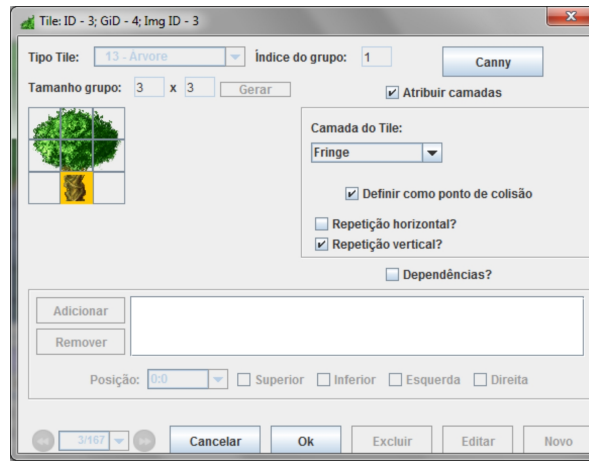 Tile: ID - 3; GiD - 4; Img ID - 3
Tipo Tile: 13 - Árvore Índice do grupo: 1 Canny
Tamanho grupo: 3 x 3 Gerar Atribuir camadas
Camada do Tile:
Fringe
Definir como ponto de colisão
Repetição horizontal?
Repetição vertical?
Dependências?
Adicionar
Remover
Posição: 0:0 Superior Inferior Esquerda Direita
3/167 Cancelar Ok Excluir Editar Novo